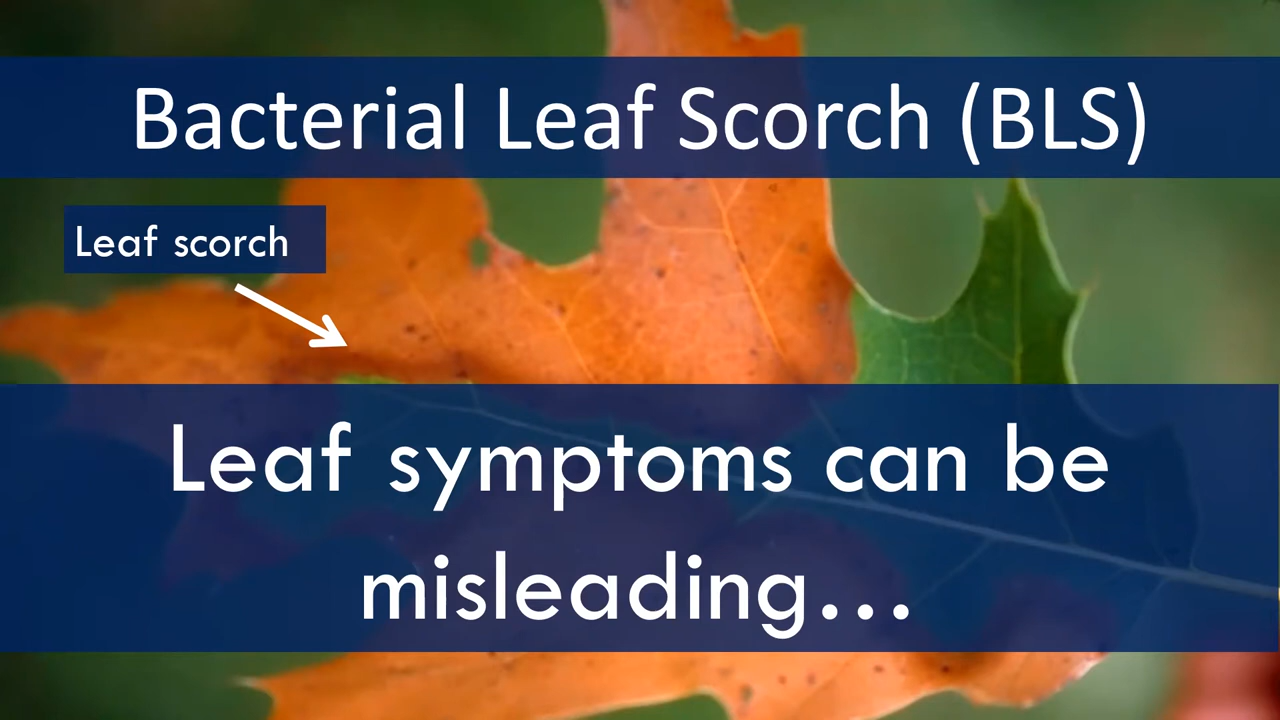 Bacterial Leaf Scorch (BLS)
Leaf scorch
Leaf symptoms can be
misleading...